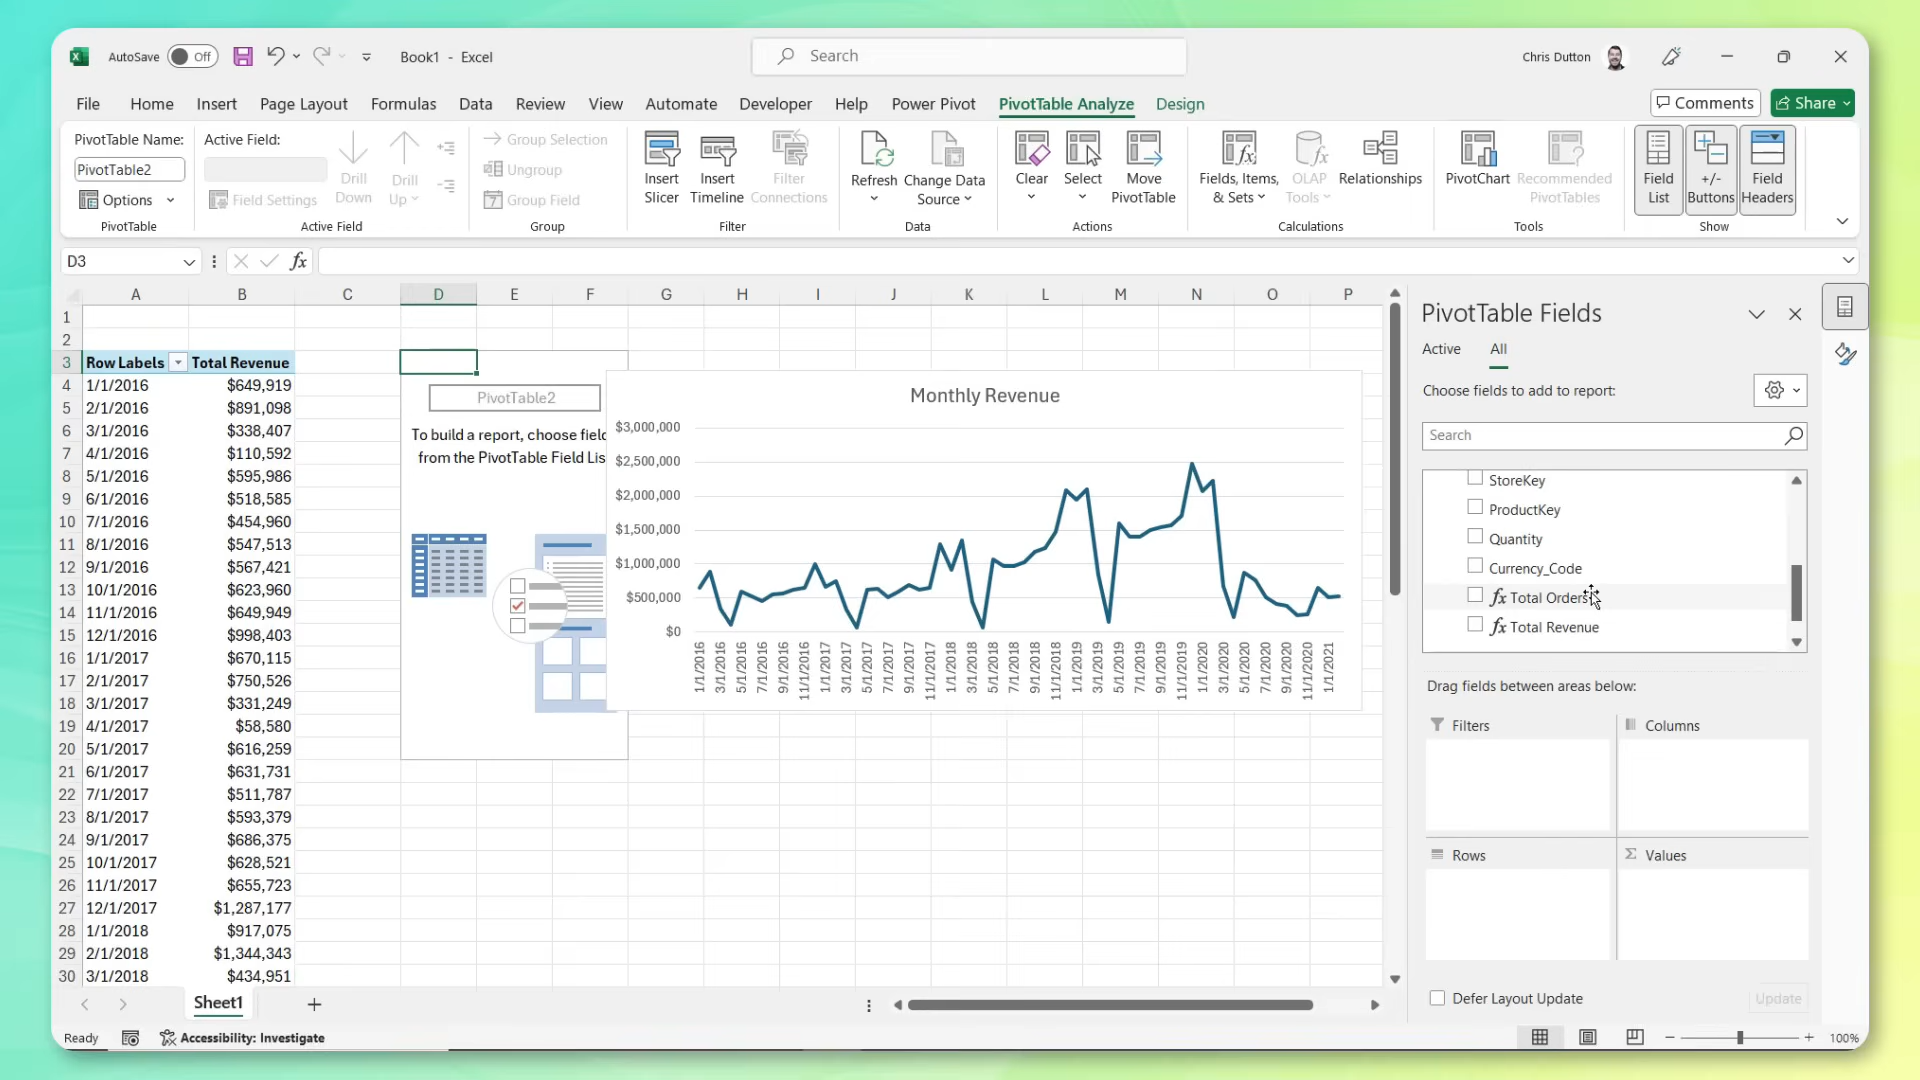 AutoSave Off Book1 - Excel Search Chris Dutton
File Home Insert Page Layout Formulas Data Review View Automate Developer Help Power Pivot PivotTable Analyze Design Comments Share
PivotTable Name:
PivotTable2
Options
PivotTable
Active Field:
Field Settings
Drill Down
Drill Up
Active Field
Group Selection
Ungroup
Group Field
Group
Insert Slicer
Insert Timeline
Filter Connections
Filter
Refresh
Change Data Source
Data
Clear
Select
Move PivotTable
Actions
Fields, Items, & Sets
OLAP Tools
Relationships
Calculations
PivotChart
Recommended PivotTables
Tools
Field List
+/- Buttons
Field Headers
Show
D3 fx
A B C D E F G H I J K L M N O P
1
2
3 Row Labels Total Revenue
4 1/1/2016 $649,919
5 2/1/2016 $891,098
6 3/1/2016 $338,407
7 4/1/2016 $110,592
8 5/1/2016 $595,986
9 6/1/2016 $518,585
10 7/1/2016 $454,960
11 8/1/2016 $547,513
12 9/1/2016 $567,421
13 10/1/2016 $623,960
14 11/1/2016 $649,949
15 12/1/2016 $998,403
16 1/1/2017 $670,115
17 2/1/2017 $750,526
18 3/1/2017 $331,249
19 4/1/2017 $58,580
20 5/1/2017 $616,259
21 6/1/2017 $631,731
22 7/1/2017 $511,787
23 8/1/2017 $593,379
24 9/1/2017 $686,375
25 10/1/2017 $628,521
26 11/1/2017 $655,723
27 12/1/2017 $1,287,177
28 1/1/2018 $917,075
29 2/1/2018 $1,344,343
30 3/1/2018 $434,951
PivotTable2
To build a report, choose fiel
from the PivotTable Field Lis
Monthly Revenue
$3,000,000
$2,500,000
$2,000,000
$1,500,000
$1,000,000
$500,000
$0
1/1/2016
3/1/2016
5/1/2016
7/1/2016
9/1/2016
11/1/2016
1/1/2017
3/1/2017
5/1/2017
7/1/2017
9/1/2017
11/1/2017
1/1/2018
3/1/2018
5/1/2018
7/1/2018
9/1/2018
11/1/2018
1/1/2019
3/1/2019
5/1/2019
7/1/2019
9/1/2019
11/1/2019
1/1/2020
3/1/2020
5/1/2020
7/1/2020
9/1/2020
11/1/2020
1/1/2021
PivotTable Fields
Active All
Choose fields to add to report:
Search
StoreKey
ProductKey
Quantity
Currency_Code
fx Total Orders
fx Total Revenue
Drag fields between areas below:
Filters
Columns
Rows
Σ Values
Defer Layout Update Update
Sheet1
Ready Accessibility: Investigate 100%